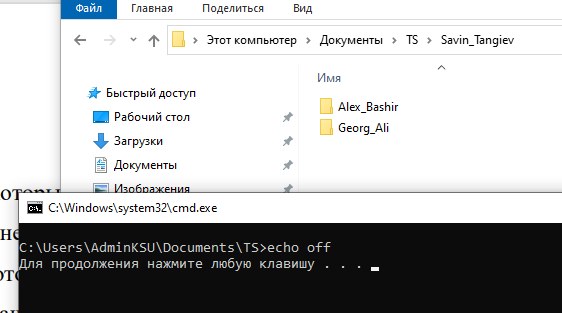 Файл Главная Поделиться Вид
Этот компьютер > Документы > TS > Savin_Tangiev
Имя
Быстрый доступ
Alex_Bashir
Рабочий стол
Georg_Ali
Загрузки
Документы
Изображения
C:\Windows\system32\cmd.exe
C:\Users\AdminKSU\Documents\TS>echo off
Для продолжения нажмите любую клавишу . . .